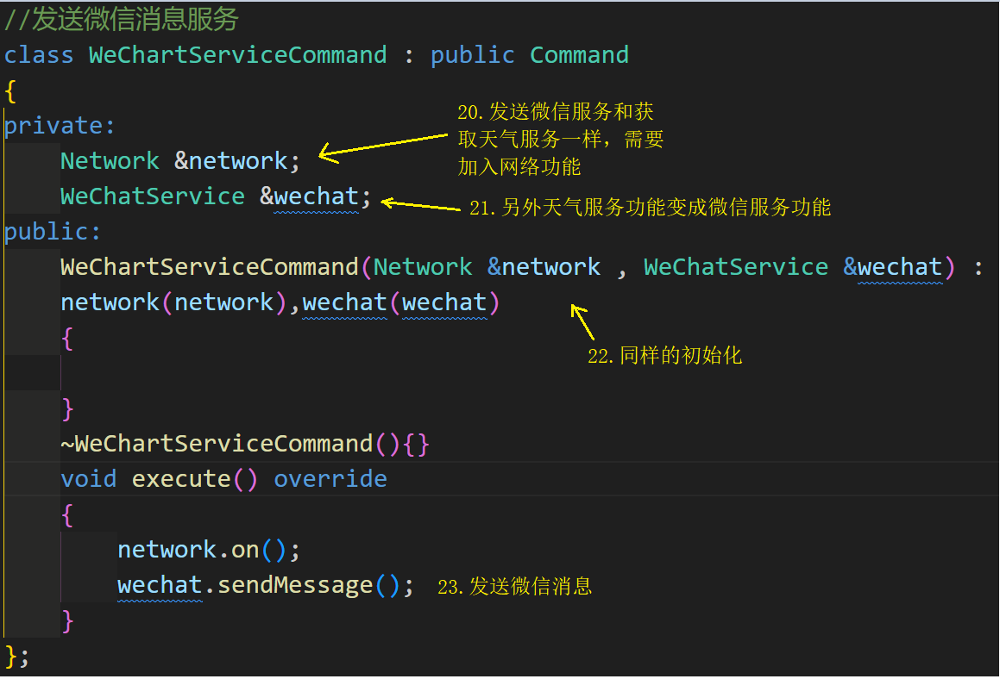 //发送微信消息服务
class WeChartServiceCommand : public Command
{
private:
Network &network;
20.发送微信服务和获
取天气服务一样，需要
加入网络功能
WeChatService &wechat;
21.另外天气服务功能变成微信服务功能
public:
WeChartServiceCommand(Network &network , WeChatService &wechat) :
network(network),wechat(wechat)
22.同样的初始化
{
}
~WeChartServiceCommand(){}
void execute() override
{
network.on();
wechat.sendMessage();
23.发送微信消息
}
};